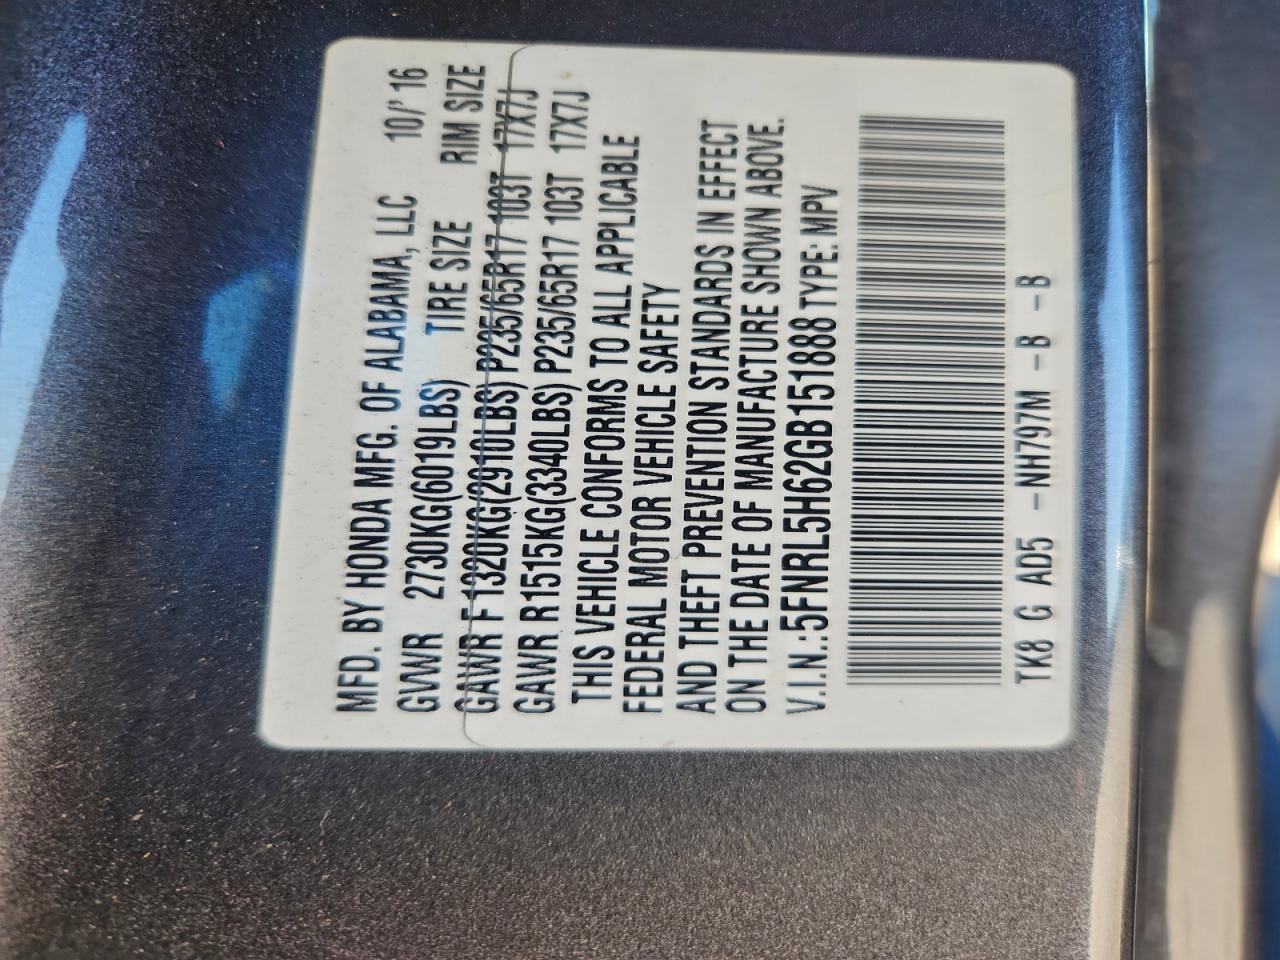 MFD. BY HONDA MFG. OF ALABAMA, LLC 10/' 16
GVWR 2730KG(6019LBS) TIRE SIZE RIM SIZE
GAWR F 1320KG(2910LBS) P235/65R17 103T 17X7J
GAWR R1515KG(3340LBS) P235/65R17 103T 17X7J
THIS VEHICLE CONFORMS TO ALL APPLICABLE
FEDERAL MOTOR VEHICLE SAFETY
AND THEFT PREVENTION STANDARDS IN EFFECT
ON THE DATE OF MANUFACTURE SHOWN ABOVE.
V.I.N.:5FNRL5H62GB151888 TYPE: MPV
TK8 G AD5 -NH797M -B -B